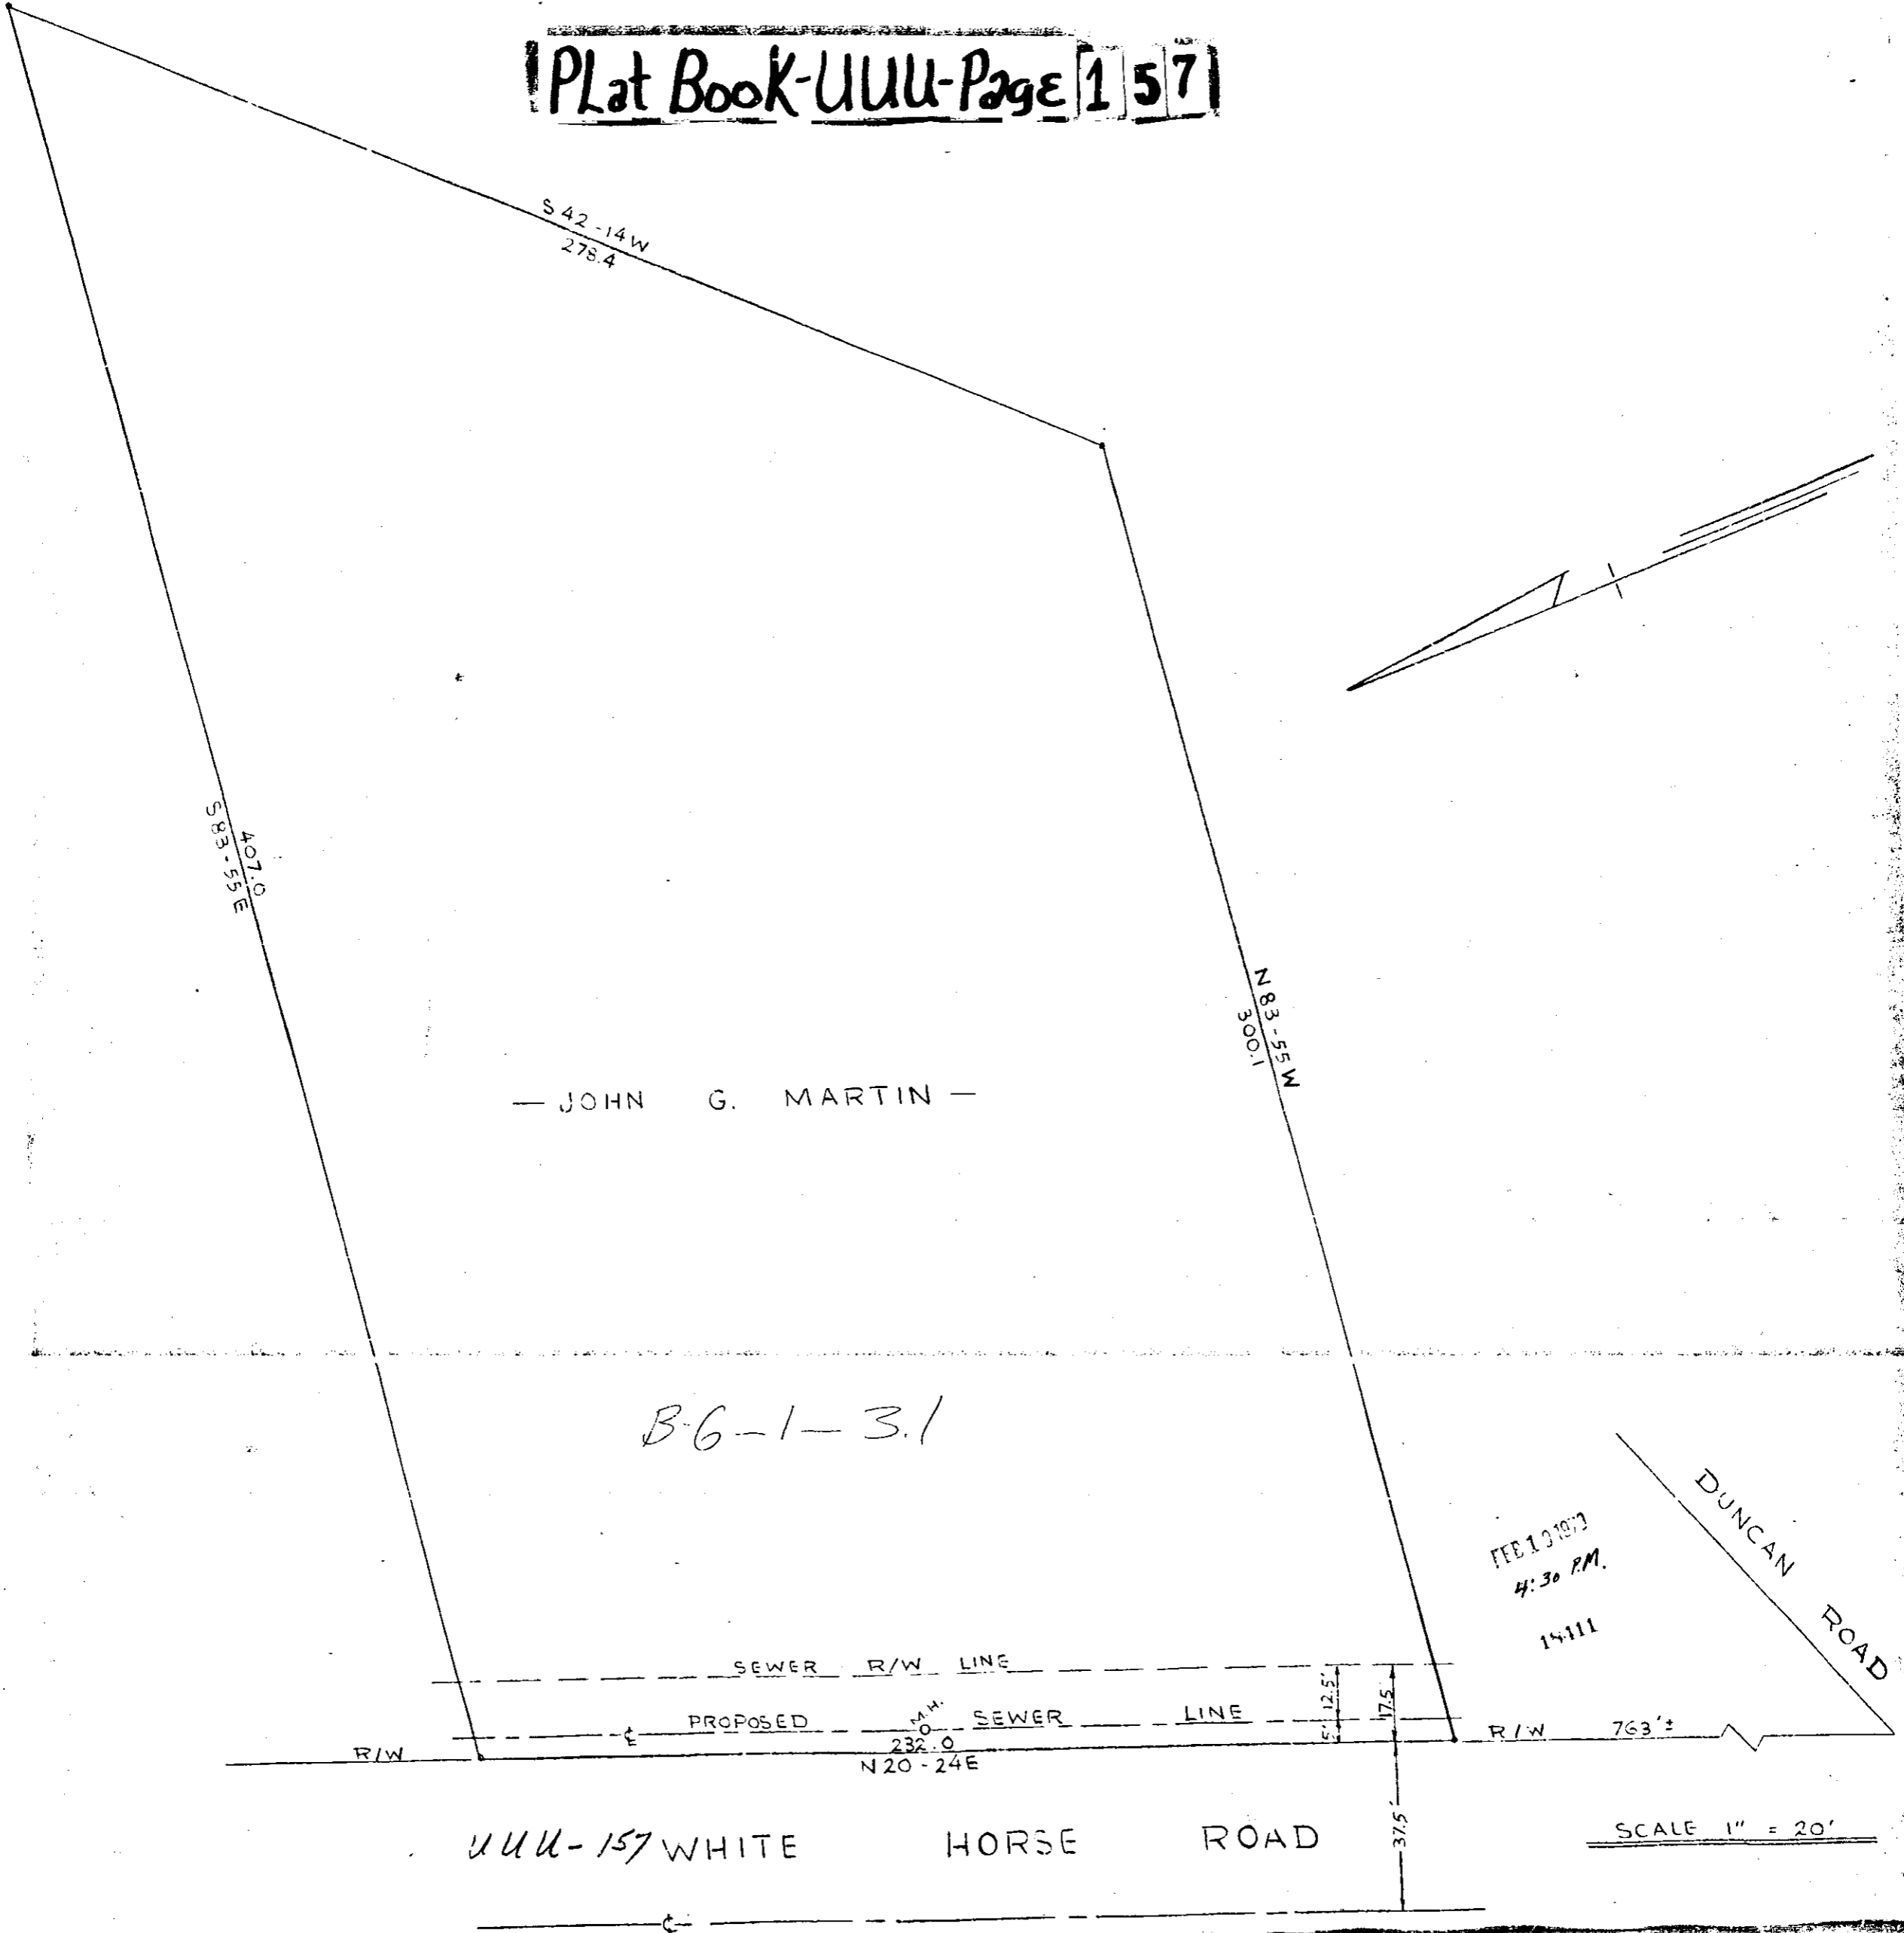 PLat Book-UUU-Page 157
S 42-14 W
278.4
407.0
S 83-55 E
N 83-55 W
300.1
— JOHN G. MARTIN —
B-6-1-3.1
DUNCAN ROAD
4:30 P.M.
SEWER R/W LINE
12.5'
17.5'
M.H.
℄ PROPOSED SEWER LINE
5'
R/W
232.0
R/W 763'±
N 20-24 E
37.5'
UUU-157 WHITE HORSE ROAD
SCALE 1" = 20'
℄